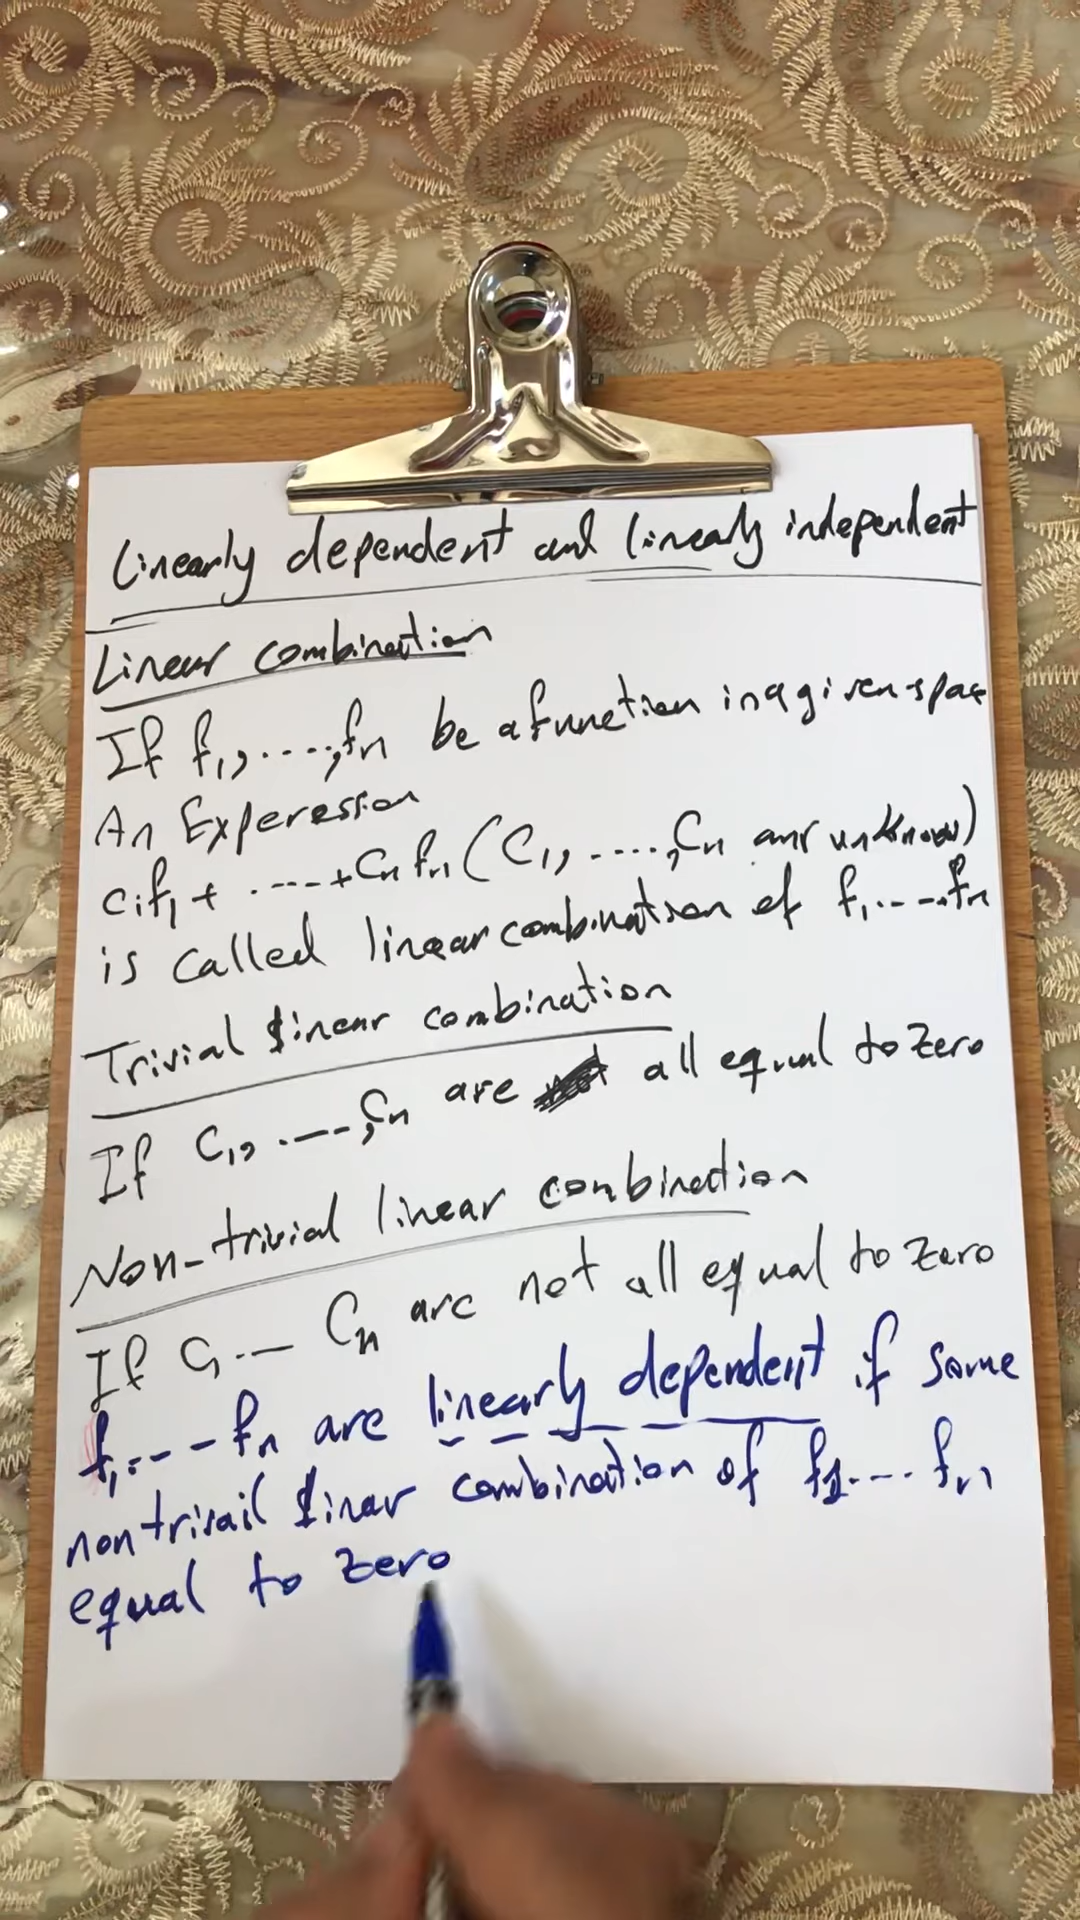 Linearly dependent and linearly independent
Linear combination
If f₁, ....., fn be a function in a given space
An Experession
c₁f₁ + .....+ Cn fn (C₁, ....., Cn are unknown)
is called linear combination of f₁.....fn
Trivial linear combination
If C₁, .---, Cn are all equal to zero
Non-trivial linear combination
If C₁ .-- Cn are not all equal to zero
f₁.--- fn are linearly dependent if some
nontrivail linar combination of f1.... fn
equal to zero